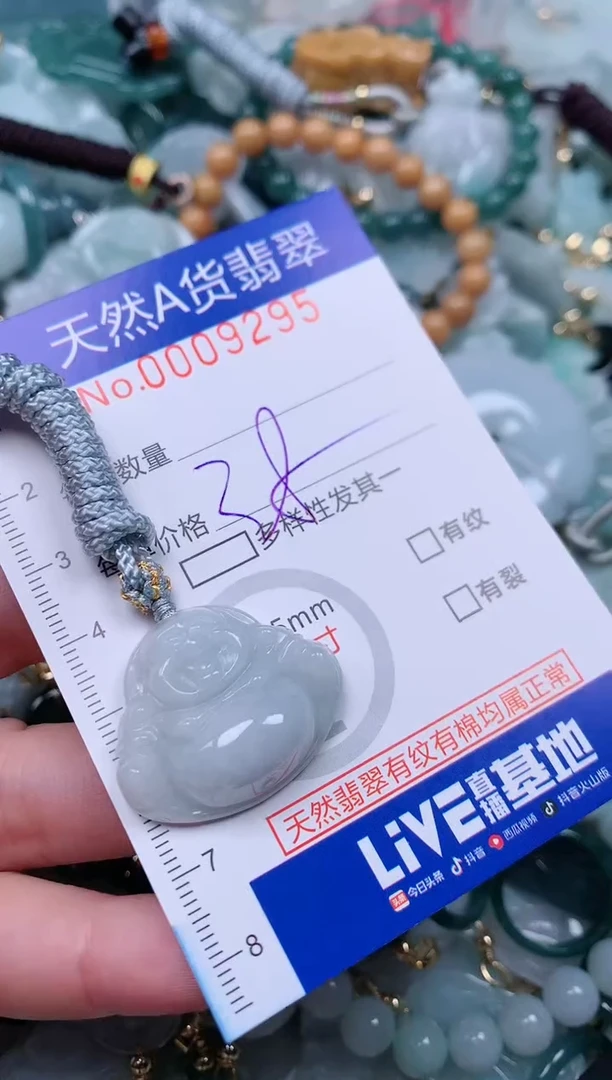 天然A货翡翠
No.0009295
数量
价格
多样性发其一
有纹
有裂
5mm
寸
天然翡翠有纹有棉均属正常
LiVE直播基地
头条 今日头条 抖音 西瓜视频 抖音火山版
2
3
4
7
8